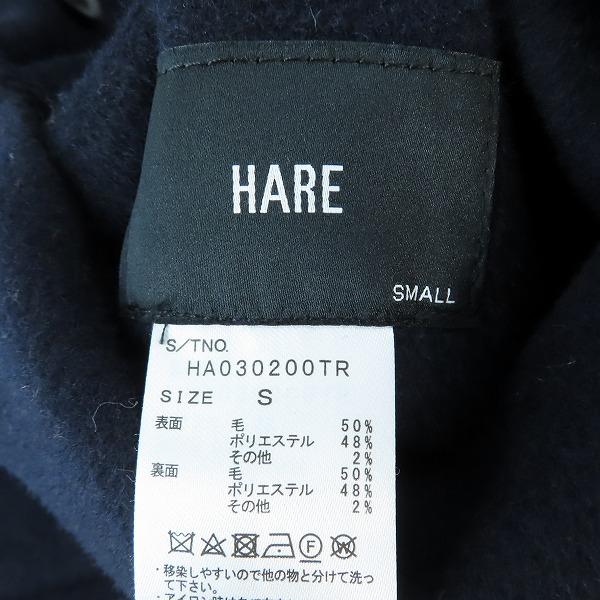 HARE
SMALL
S/TNO.
HA030200TR
SIZE S
表面 毛 50%
ポリエステル 48%
その他 2%
裏面 毛 50%
ポリエステル 48%
その他 2%
F W
・移染しやすいので他の物と分けて洗っ
て下さい。